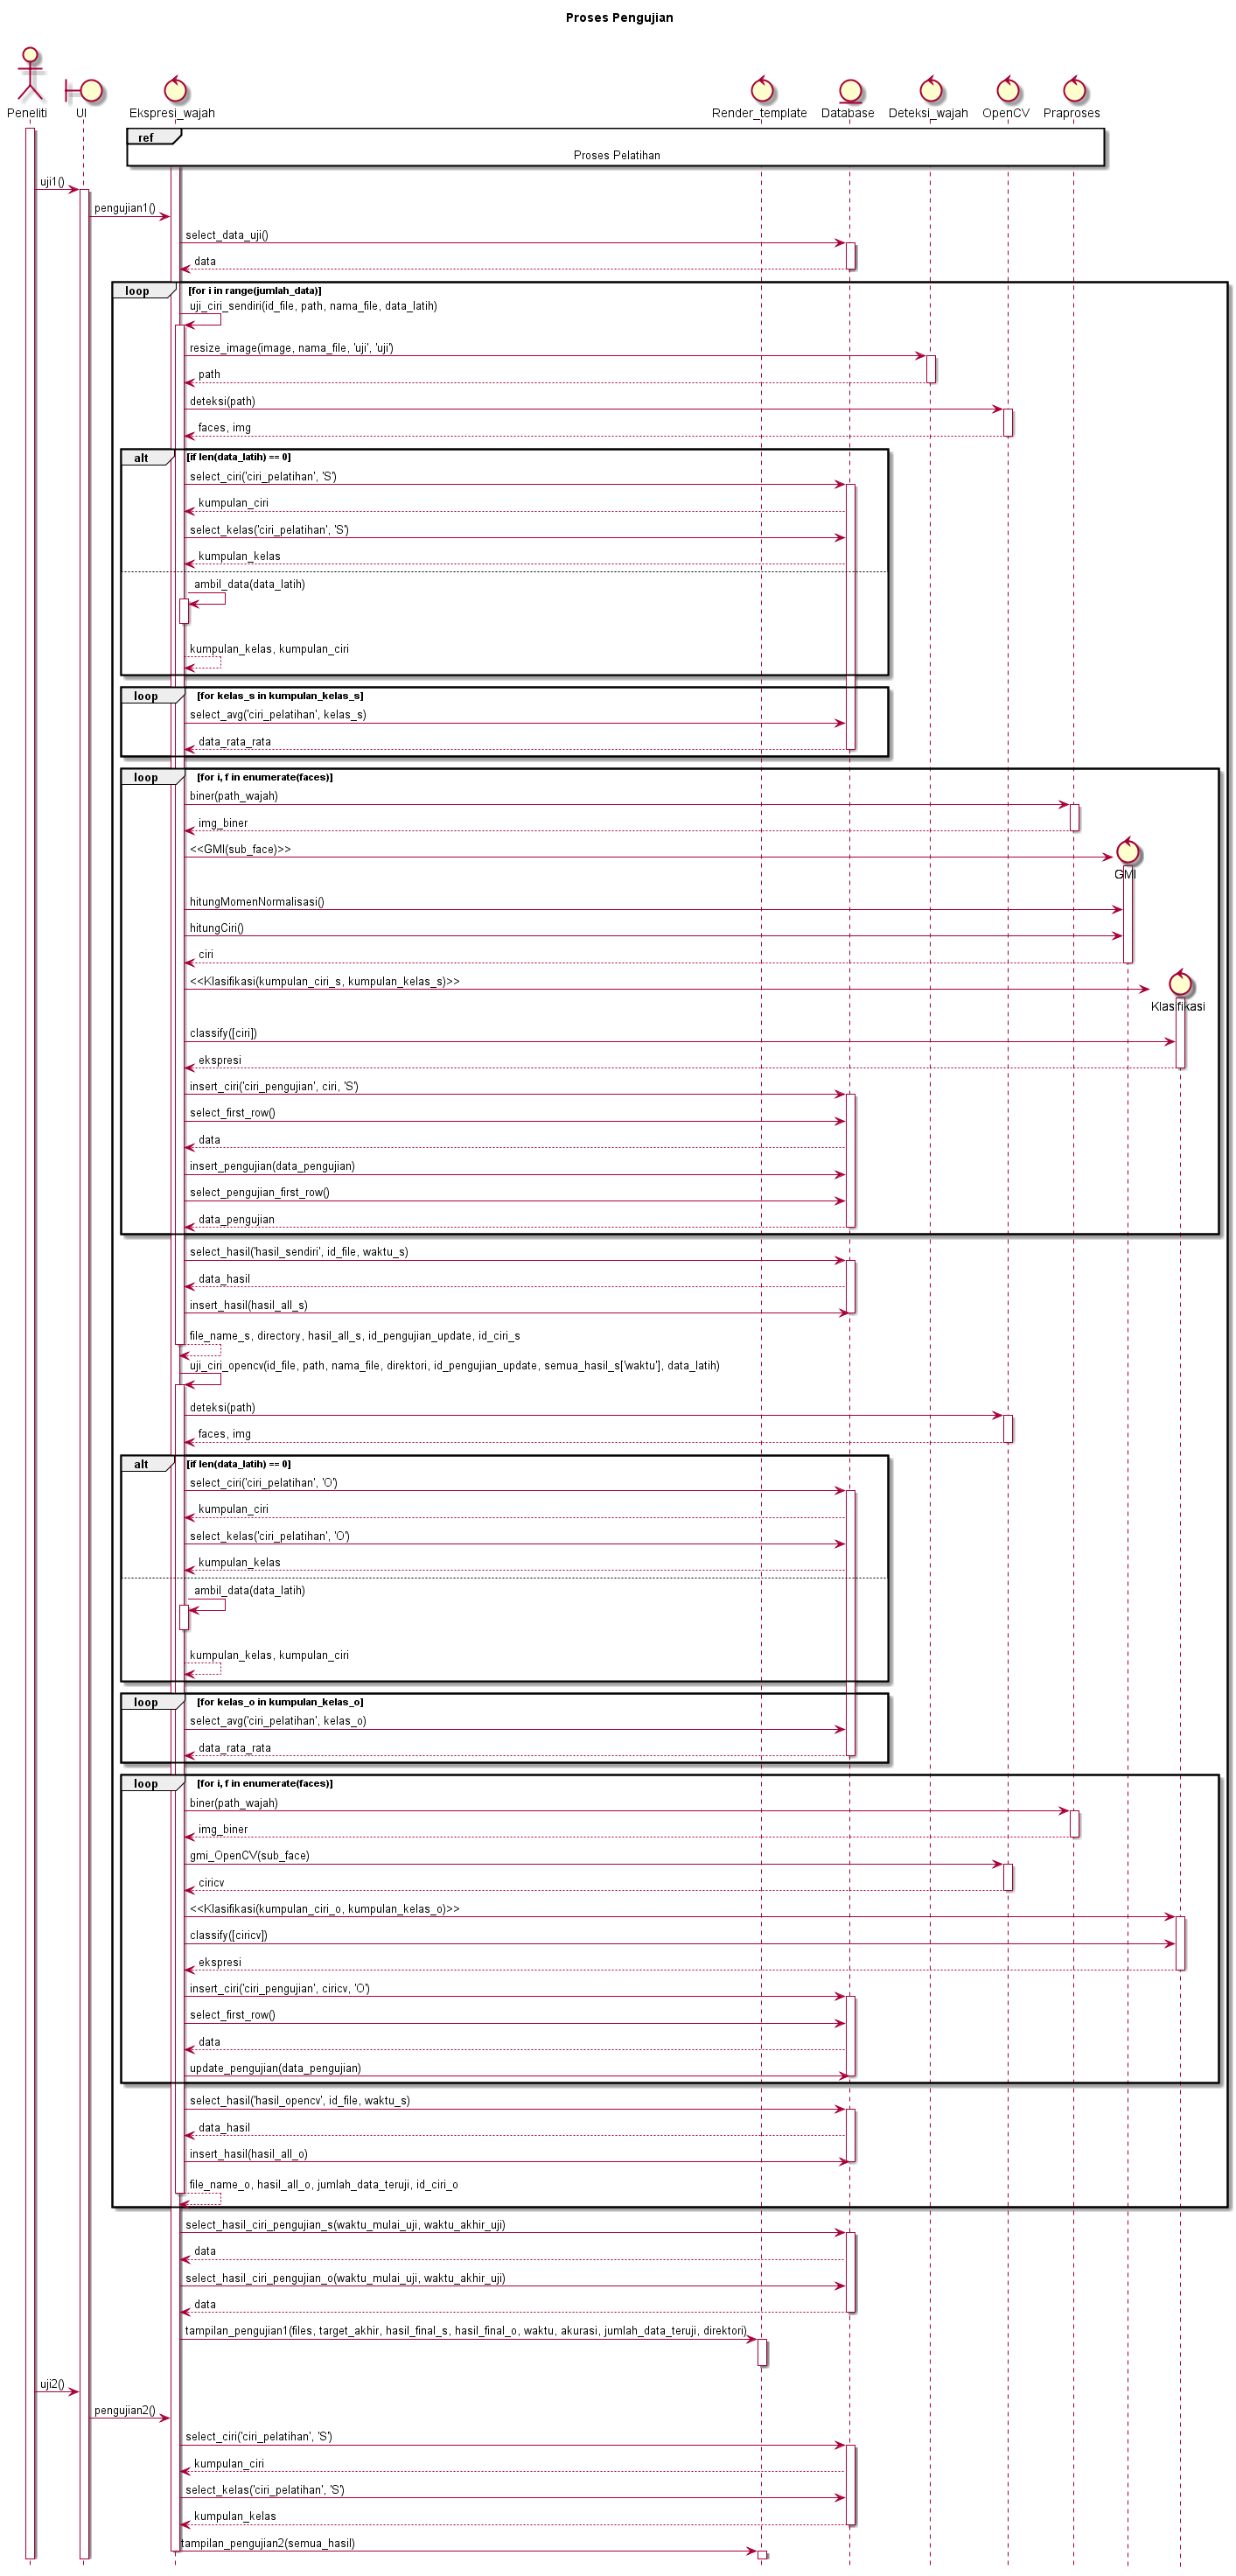 Proses Pengujian
Peneliti
UI
Ekspresi_wajah
Render_template
Database
Deteksi_wajah
OpenCV
Praproses
ref
Proses Pelatihan
uji1()
pengujian1()
select_data_uji()
data
loop [for i in range(jumlah_data)]
uji_ciri_sendiri(id_file, path, nama_file, data_latih)
resize_image(image, nama_file, 'uji', 'uji')
path
deteksi(path)
faces, img
alt [if len(data_latih) == 0]
select_ciri('ciri_pelatihan', 'S')
kumpulan_ciri
select_kelas('ciri_pelatihan', 'S')
kumpulan_kelas
ambil_data(data_latih)
kumpulan_kelas, kumpulan_ciri
loop [for kelas_s in kumpulan_kelas_s]
select_avg('ciri_pelatihan', kelas_s)
data_rata_rata
loop [for i, f in enumerate(faces)]
biner(path_wajah)
img_biner
<<GMI(sub_face)>>
GMI
hitungMomenNormalisasi()
hitungCiri()
ciri
<<Klasifikasi(kumpulan_ciri_s, kumpulan_kelas_s)>>
Klasifikasi
classify([ciri])
ekspresi
insert_ciri('ciri_pengujian', ciri, 'S')
select_first_row()
data
insert_pengujian(data_pengujian)
select_pengujian_first_row()
data_pengujian
select_hasil('hasil_sendiri', id_file, waktu_s)
data_hasil
insert_hasil(hasil_all_s)
file_name_s, directory, hasil_all_s, id_pengujian_update, id_ciri_s
uji_ciri_opencv(id_file, path, nama_file, direktori, id_pengujian_update, semua_hasil_s['waktu'], data_latih)
deteksi(path)
faces, img
alt [if len(data_latih) == 0]
select_ciri('ciri_pelatihan', 'O')
kumpulan_ciri
select_kelas('ciri_pelatihan', 'O')
kumpulan_kelas
ambil_data(data_latih)
kumpulan_kelas, kumpulan_ciri
loop [for kelas_o in kumpulan_kelas_o]
select_avg('ciri_pelatihan', kelas_o)
data_rata_rata
loop [for i, f in enumerate(faces)]
biner(path_wajah)
img_biner
gmi_OpenCV(sub_face)
ciricv
<<Klasifikasi(kumpulan_ciri_o, kumpulan_kelas_o)>>
classify([ciricv])
ekspresi
insert_ciri('ciri_pengujian', ciricv, 'O')
select_first_row()
data
update_pengujian(data_pengujian)
select_hasil('hasil_opencv', id_file, waktu_s)
data_hasil
insert_hasil(hasil_all_o)
file_name_o, hasil_all_o, jumlah_data_teruji, id_ciri_o
select_hasil_ciri_pengujian_s(waktu_mulai_uji, waktu_akhir_uji)
data
select_hasil_ciri_pengujian_o(waktu_mulai_uji, waktu_akhir_uji)
data
tampilan_pengujian1(files, target_akhir, hasil_final_s, hasil_final_o, waktu, akurasi, jumlah_data_teruji, direktori)
uji2()
pengujian2()
select_ciri('ciri_pelatihan', 'S')
kumpulan_ciri
select_kelas('ciri_pelatihan', 'S')
kumpulan_kelas
tampilan_pengujian2(semua_hasil)